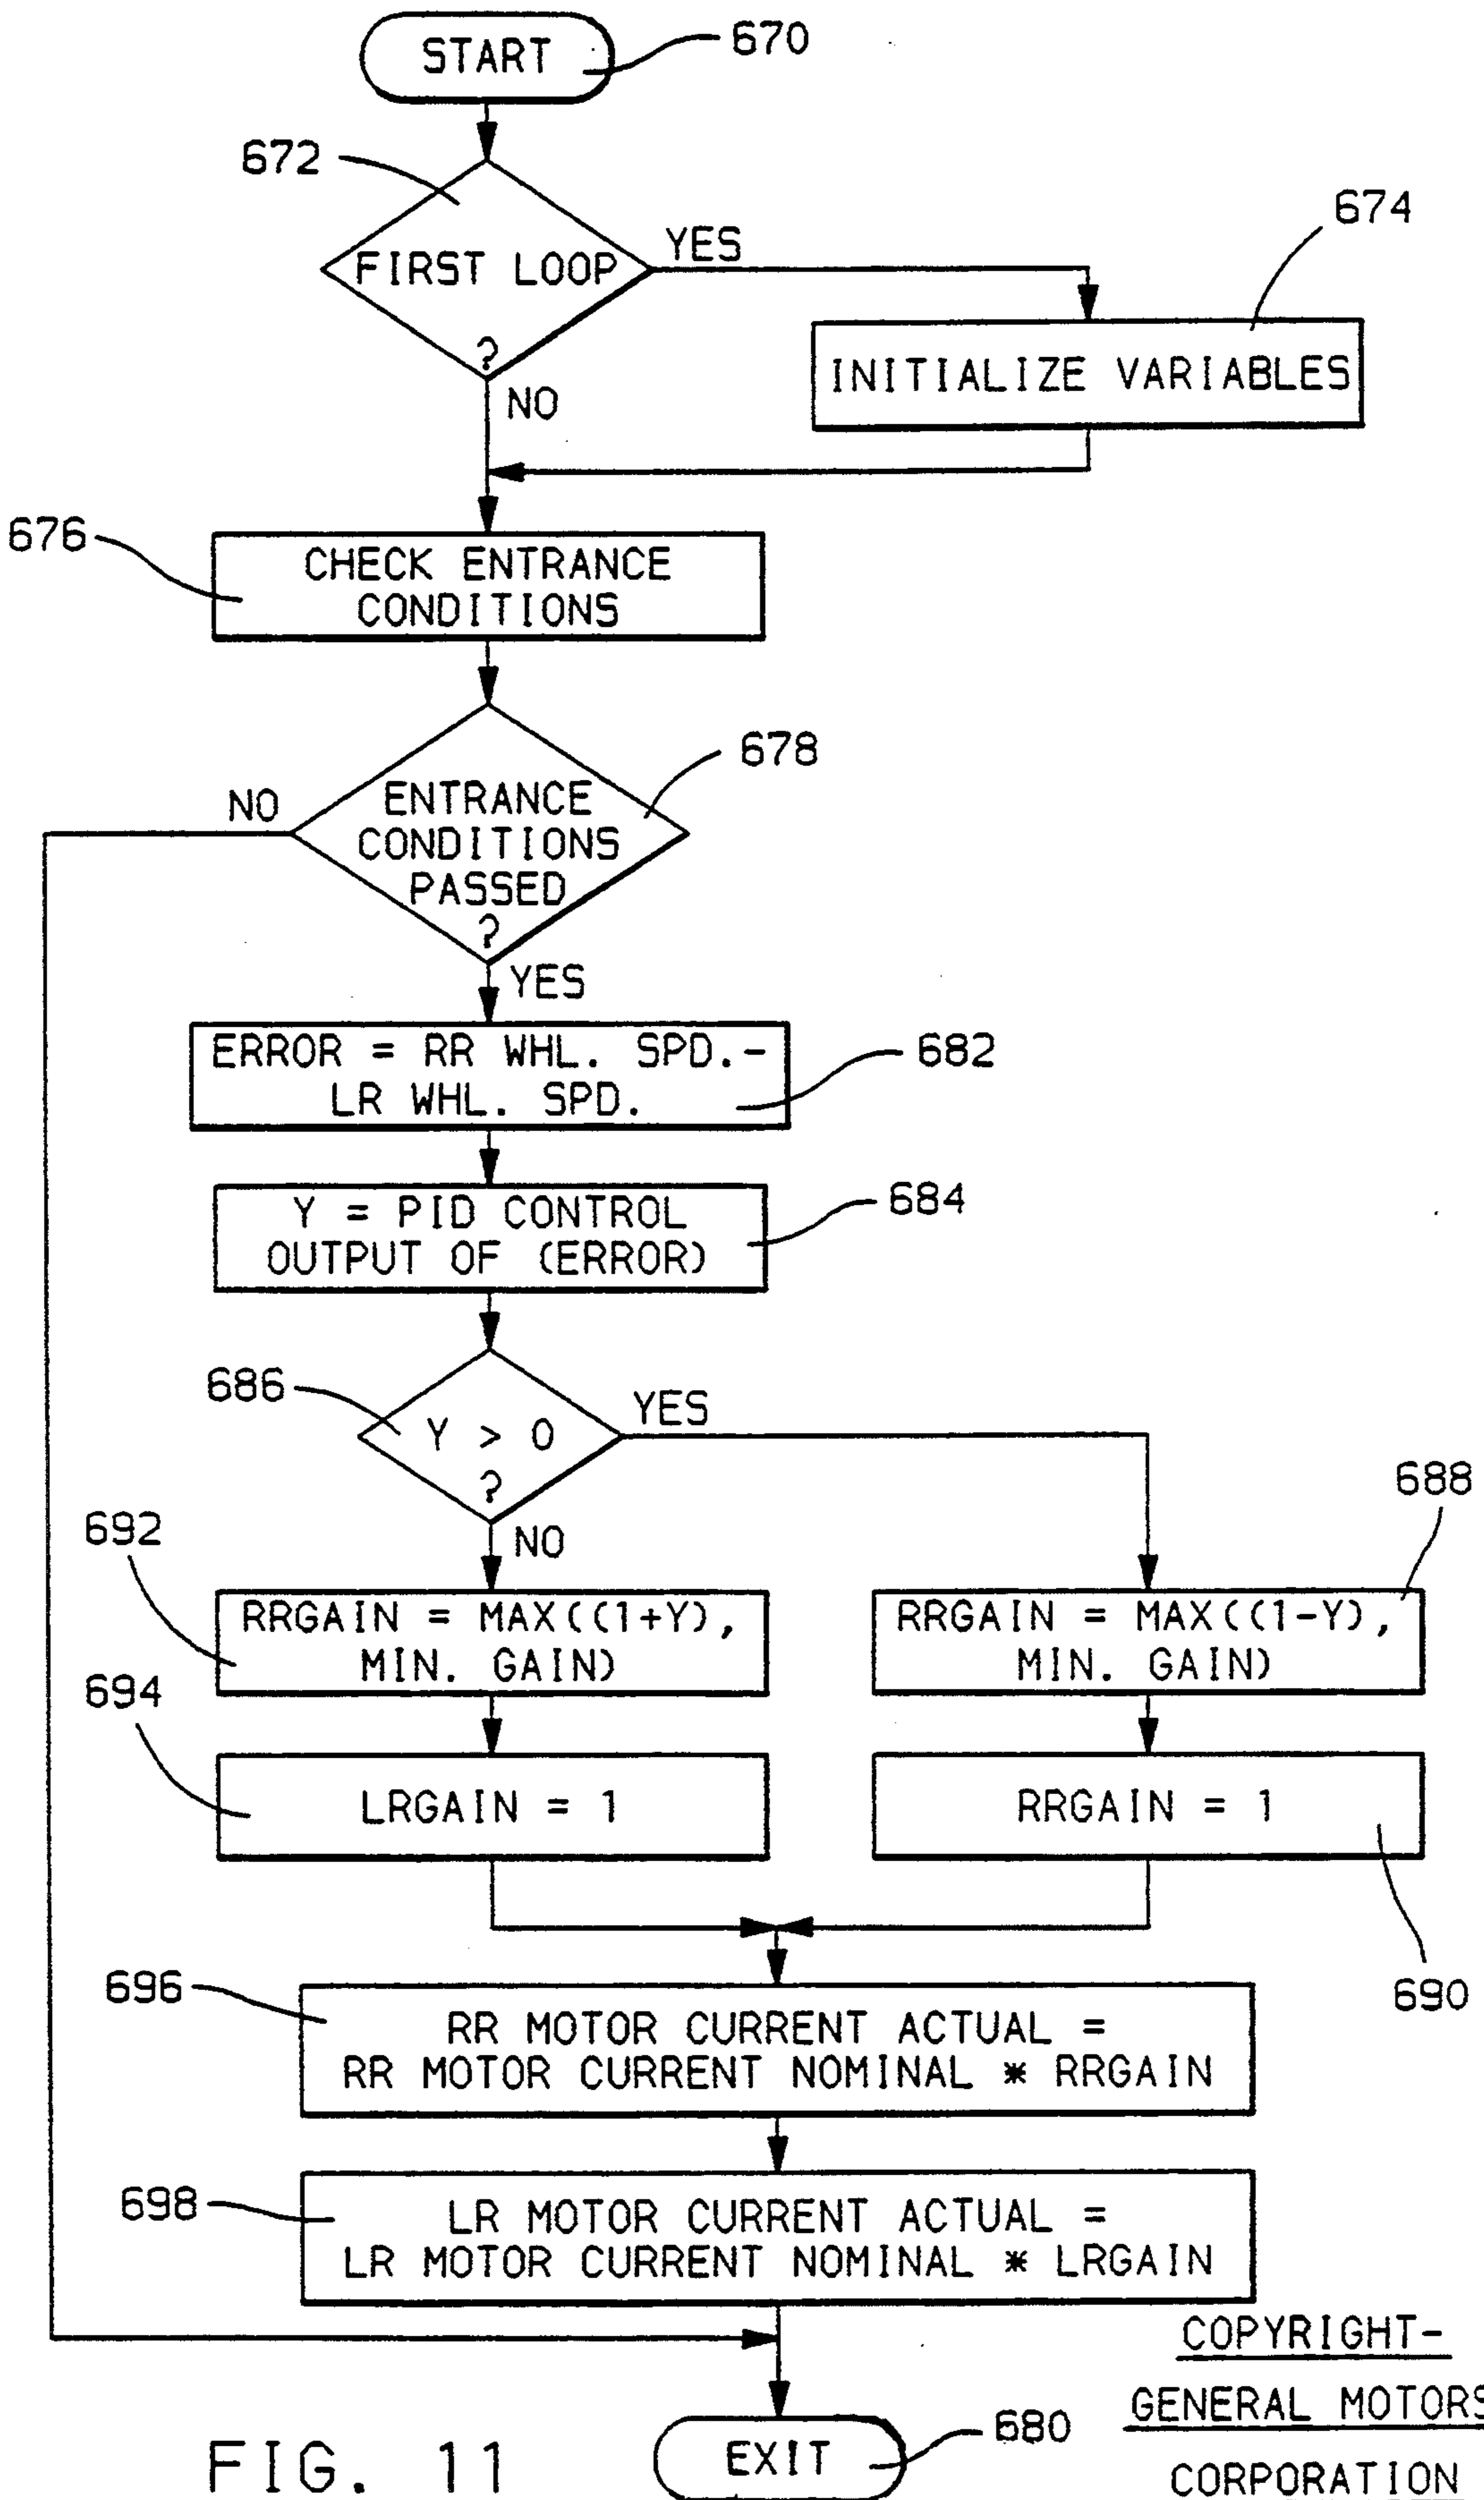 START
670
672
FIRST LOOP
?
YES
NO
674
INITIALIZE VARIABLES
676
CHECK ENTRANCE
CONDITIONS
678
ENTRANCE
CONDITIONS
PASSED
?
NO
YES
ERROR = RR WHL. SPD.-
LR WHL. SPD.
682
Y = PID CONTROL
OUTPUT OF (ERROR)
684
686
Y > 0
?
YES
NO
688
692
RRGAIN = MAX((1+Y),
MIN. GAIN)
RRGAIN = MAX((1-Y),
MIN. GAIN)
694
LRGAIN = 1
RRGAIN = 1
690
696
RR MOTOR CURRENT ACTUAL =
RR MOTOR CURRENT NOMINAL * RRGAIN
698
LR MOTOR CURRENT ACTUAL =
LR MOTOR CURRENT NOMINAL * LRGAIN
EXIT
680
COPYRIGHT-
GENERAL MOTORS
CORPORATION
FIG. 11